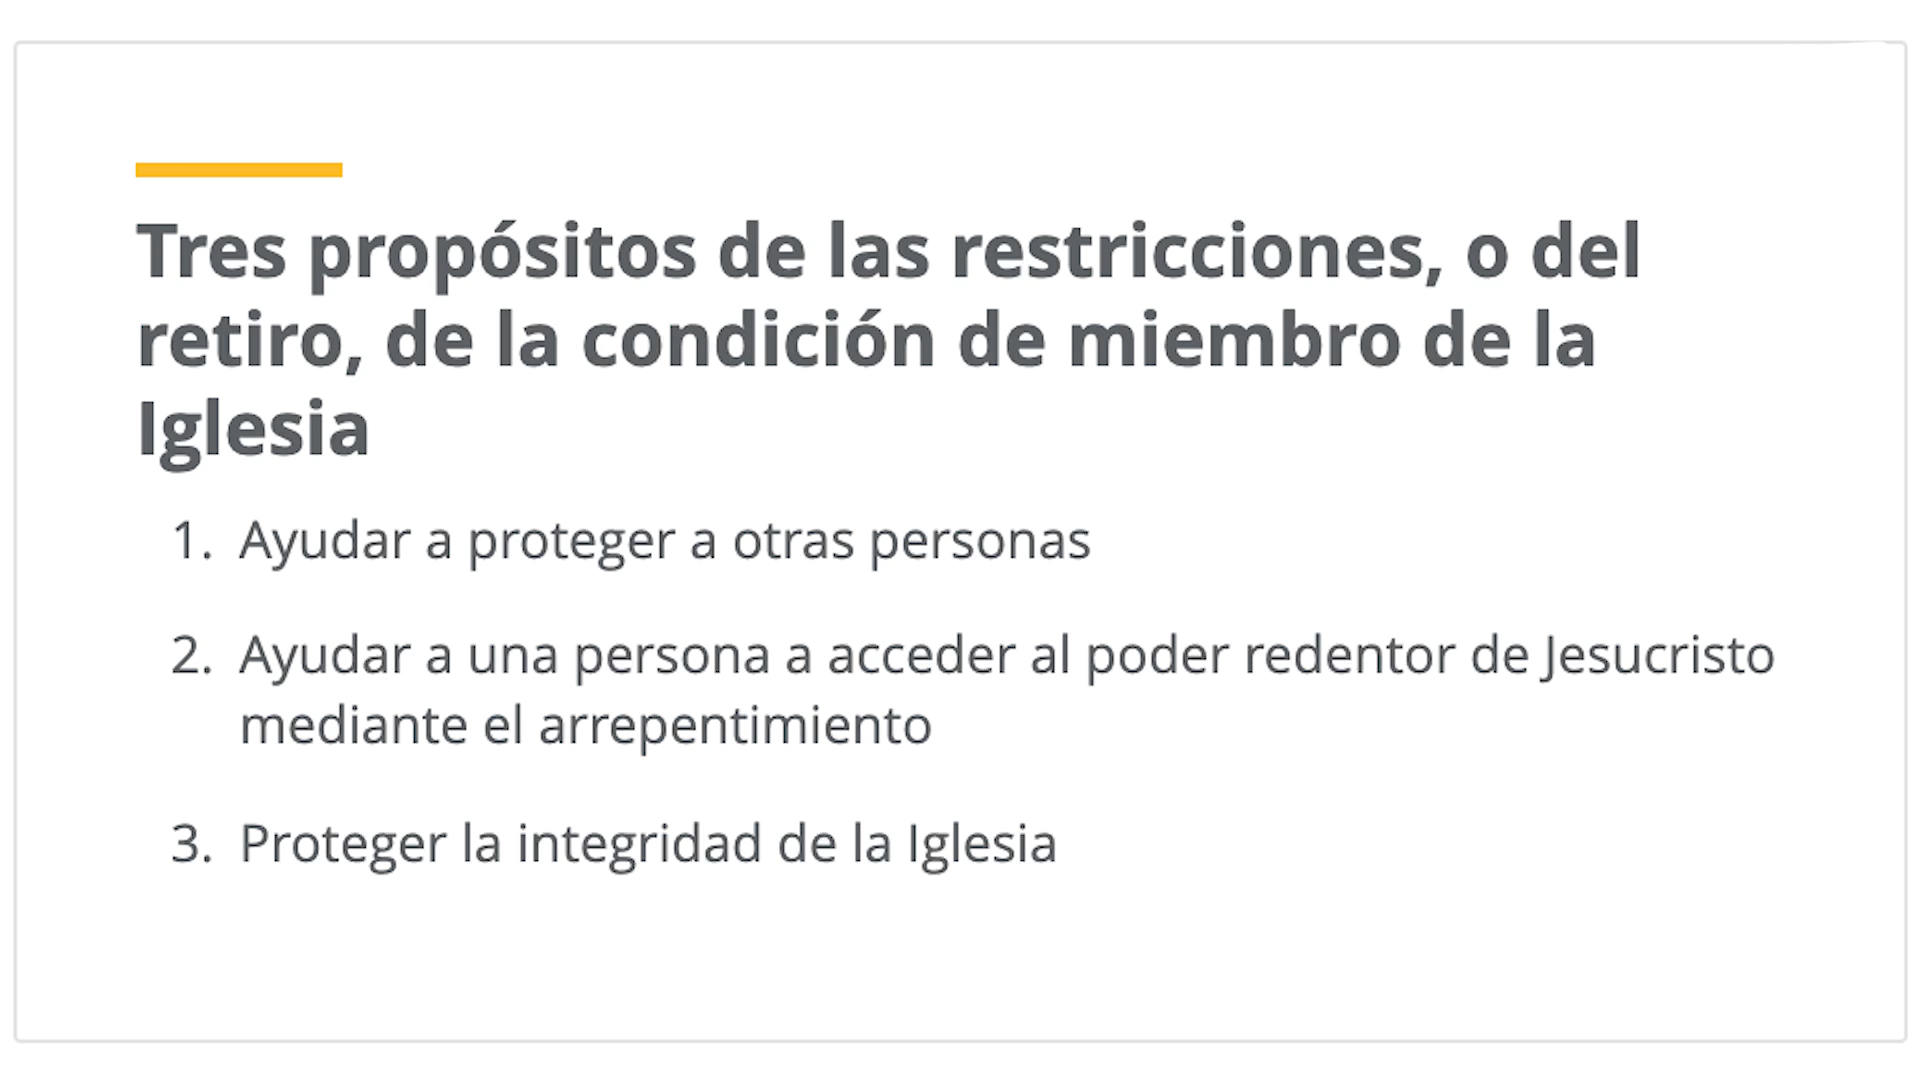 Tres propósitos de las restricciones, o del
retiro, de la condición de miembro de la
Iglesia
1. Ayudar a proteger a otras personas
2. Ayudar a una persona a acceder al poder redentor de Jesucristo
mediante el arrepentimiento
3. Proteger la integridad de la Iglesia